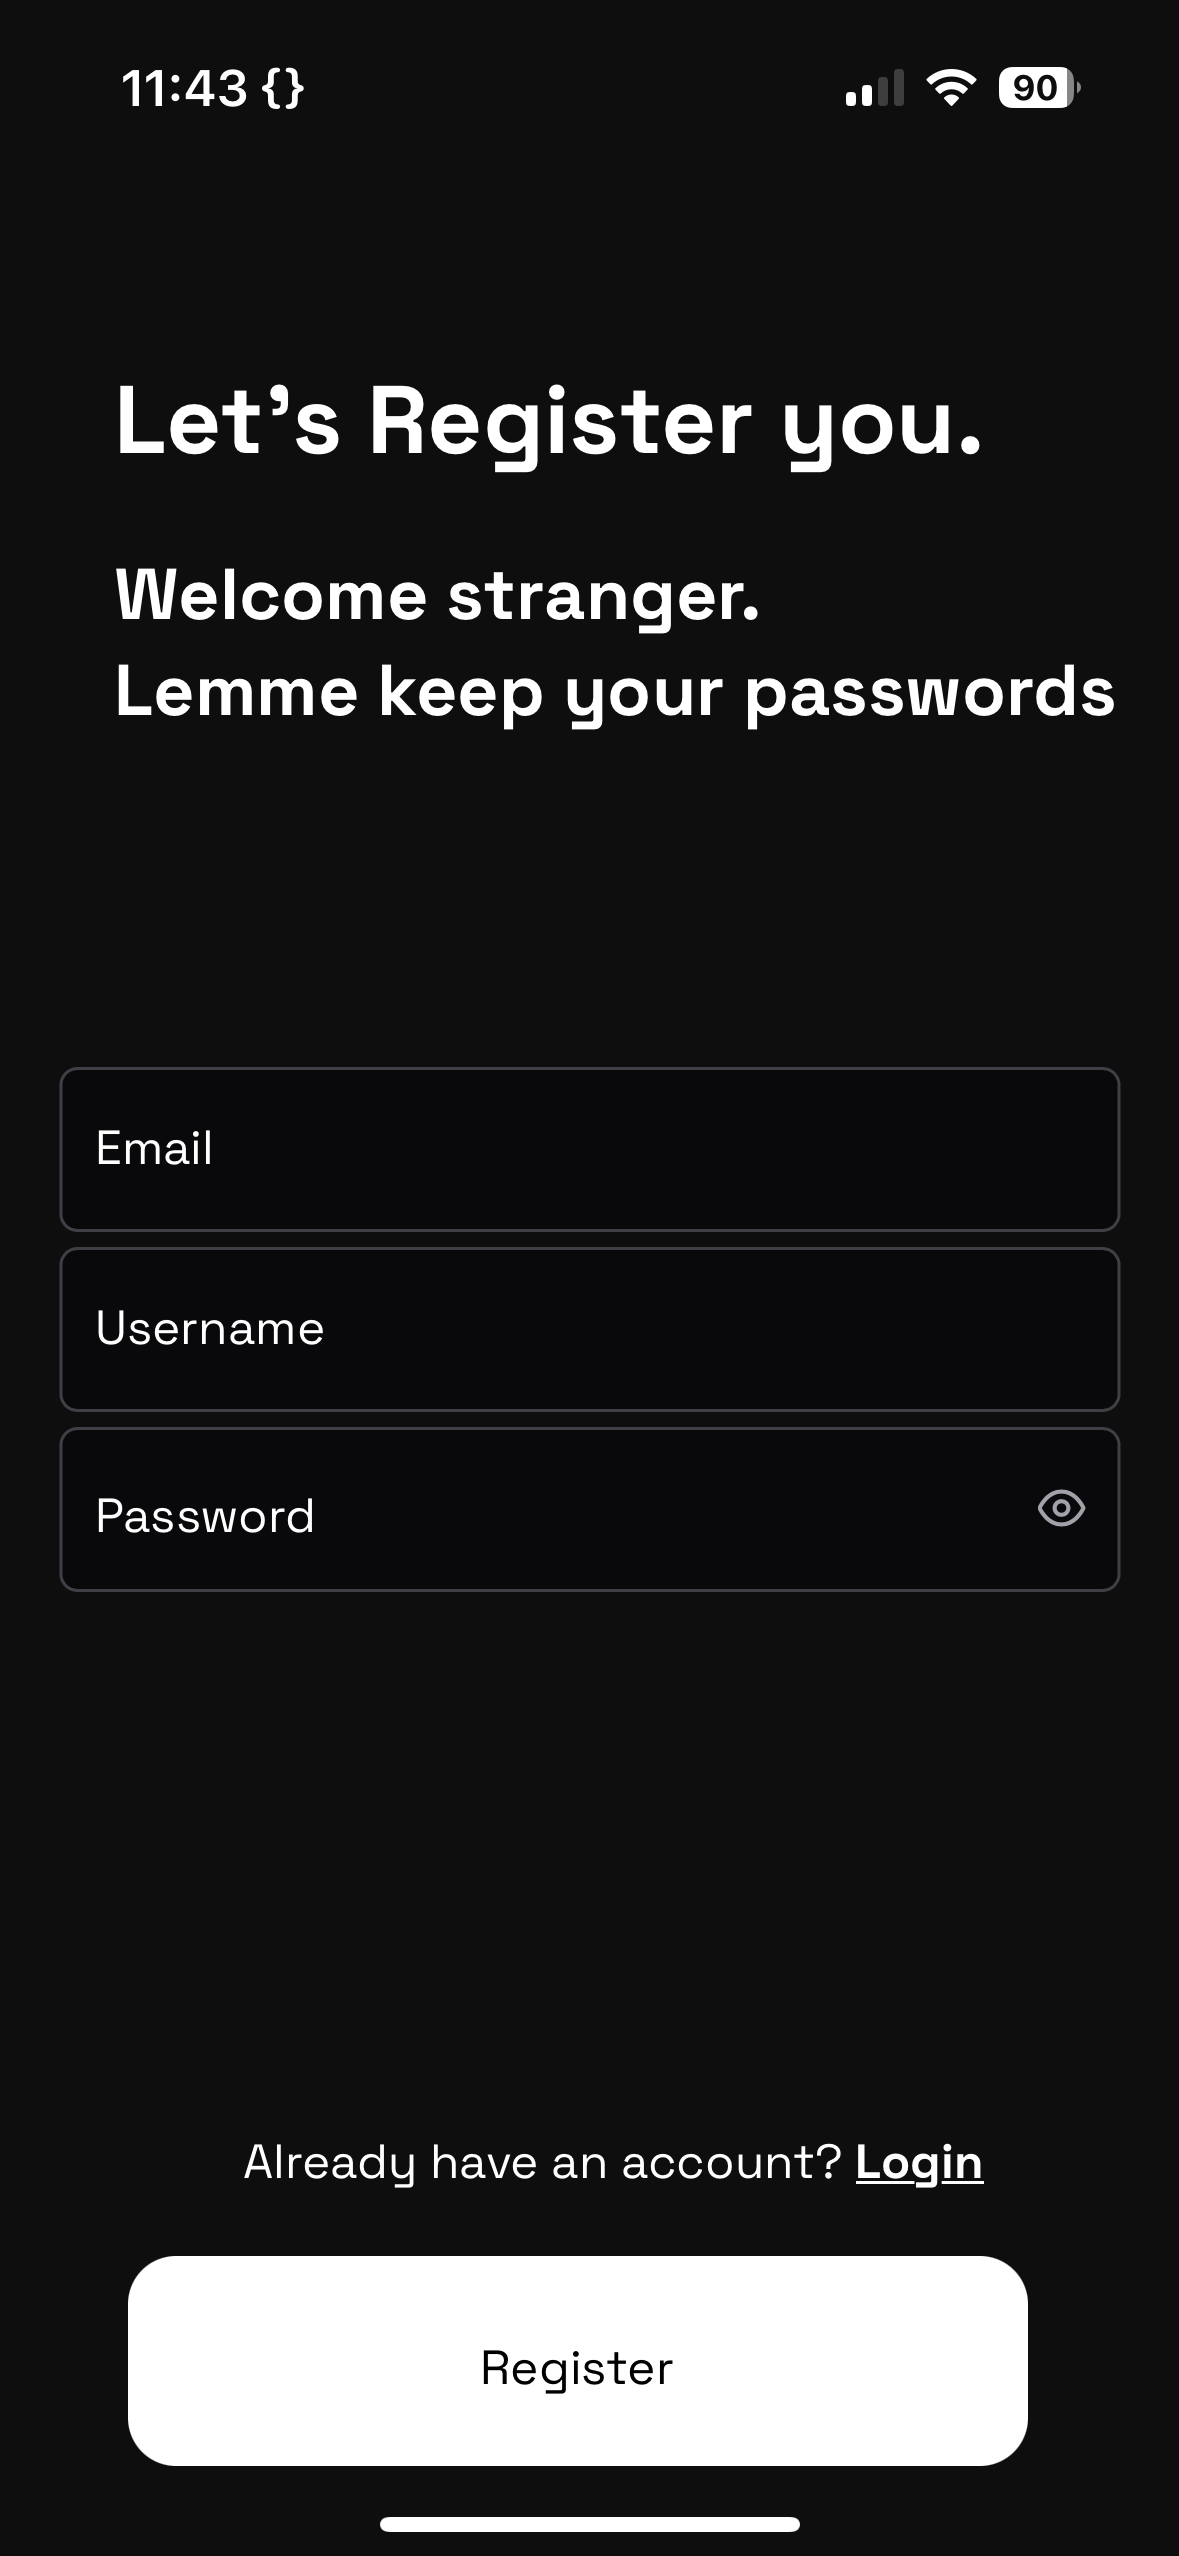 11:43 {}
90
Let's Register you.
Welcome stranger.
Lemme keep your passwords
Email
Username
Password
Already have an account? Login
Register